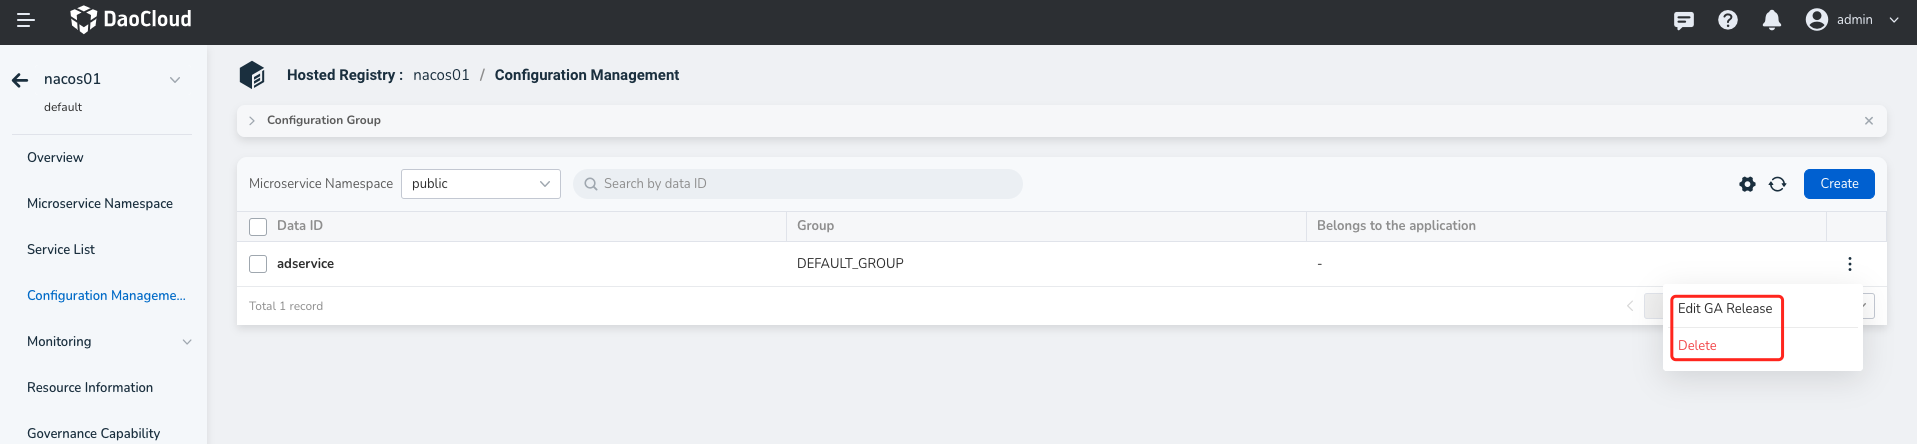 DaoCloud
admin
nacos01
default
Overview
Microservice Namespace
Service List
Configuration Manageme...
Monitoring
Resource Information
Governance Capability
Hosted Registry : nacos01 / Configuration Management
Configuration Group
Microservice Namespace public Search by data ID Create
Data ID Group Belongs to the application
adservice DEFAULT_GROUP -
Total 1 record
Edit GA Release
Delete